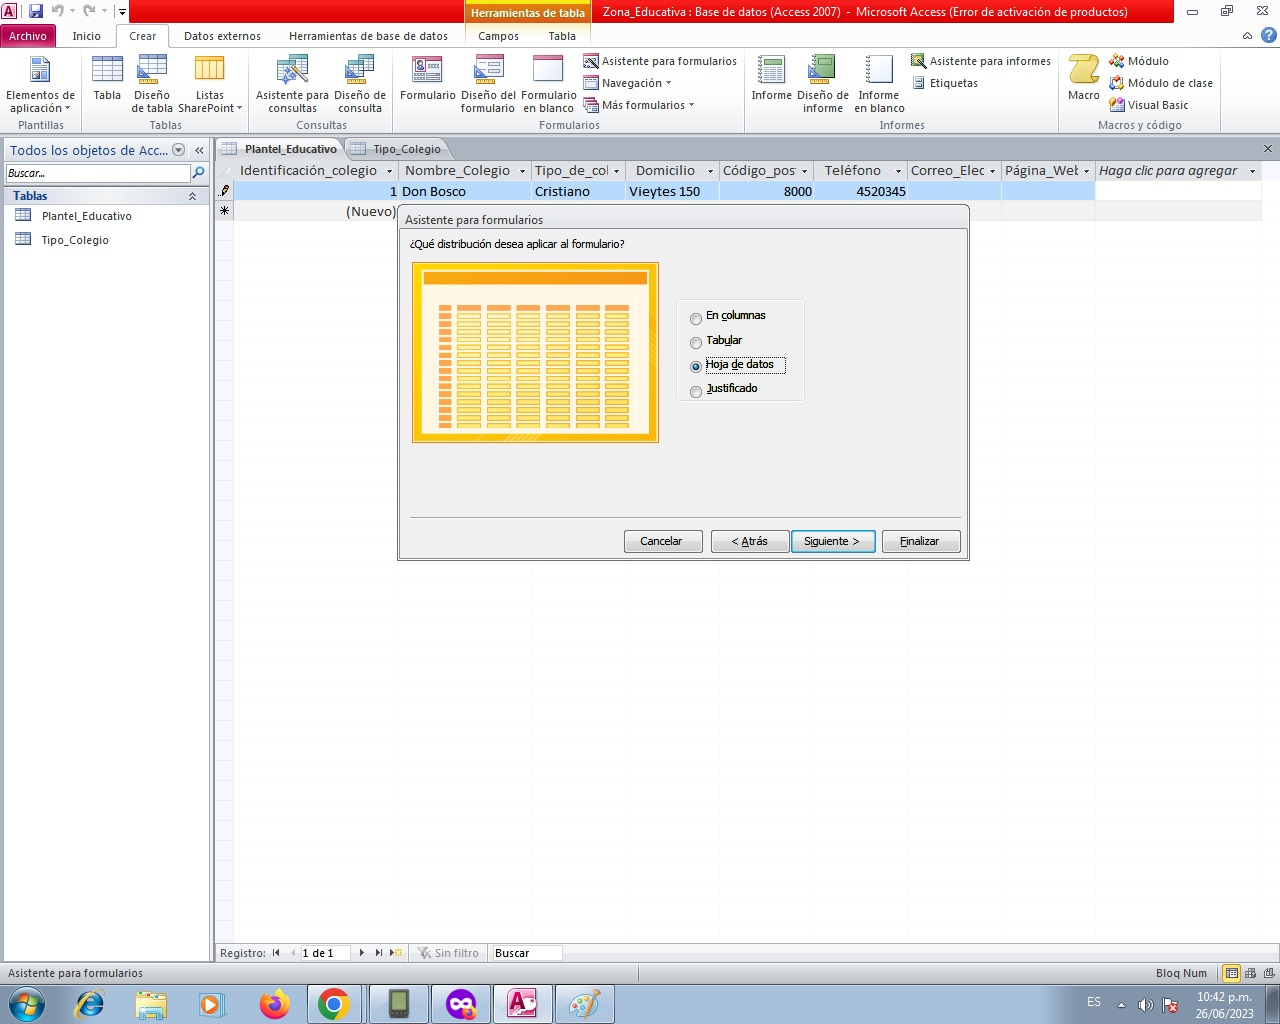 Herramientas de tabla
Zona_Educativa : Base de datos (Access 2007) - Microsoft Access (Error de activación de productos)
Archivo
Inicio
Crear
Datos externos
Herramientas de base de datos
Campos
Tabla
Elementos de aplicación
Tabla
Diseño de tabla
Listas SharePoint
Asistente para consultas
Diseño de consulta
Formulario
Diseño del formulario
Formulario en blanco
Asistente para formularios
Navegación
Más formularios
Informe
Diseño de informe
Informe en blanco
Asistente para informes
Etiquetas
Macro
Módulo
Módulo de clase
Visual Basic
Plantillas
Tablas
Consultas
Formularios
Informes
Macros y código
Todos los objetos de Acc...
Buscar...
Tablas
Plantel_Educativo
Tipo_Colegio
Plantel_Educativo
Tipo_Colegio
Identificación_colegio
Nombre_Colegio
Tipo_de_col
Domicilio
Código_pos
Teléfono
Correo_Elec
Página_Web
Haga clic para agregar
1
Don Bosco
Cristiano
Vieytes 150
8000
4520345
(Nuevo)
Asistente para formularios
¿Qué distribución desea aplicar al formulario?
En columnas
Tabular
Hoja de datos
Justificado
Cancelar
< Atrás
Siguiente >
Finalizar
Registro:
1 de 1
Sin filtro
Buscar
Asistente para formularios
Bloq Num
ES
10:42 p.m.
26/06/2023